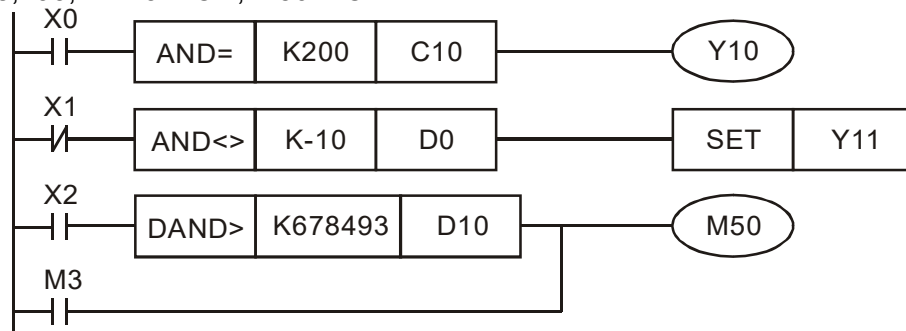 X0
AND= K200 C10 Y10
X1
AND<> K-10 D0 SET Y11
X2
DAND> K678493 D10 M50
M3